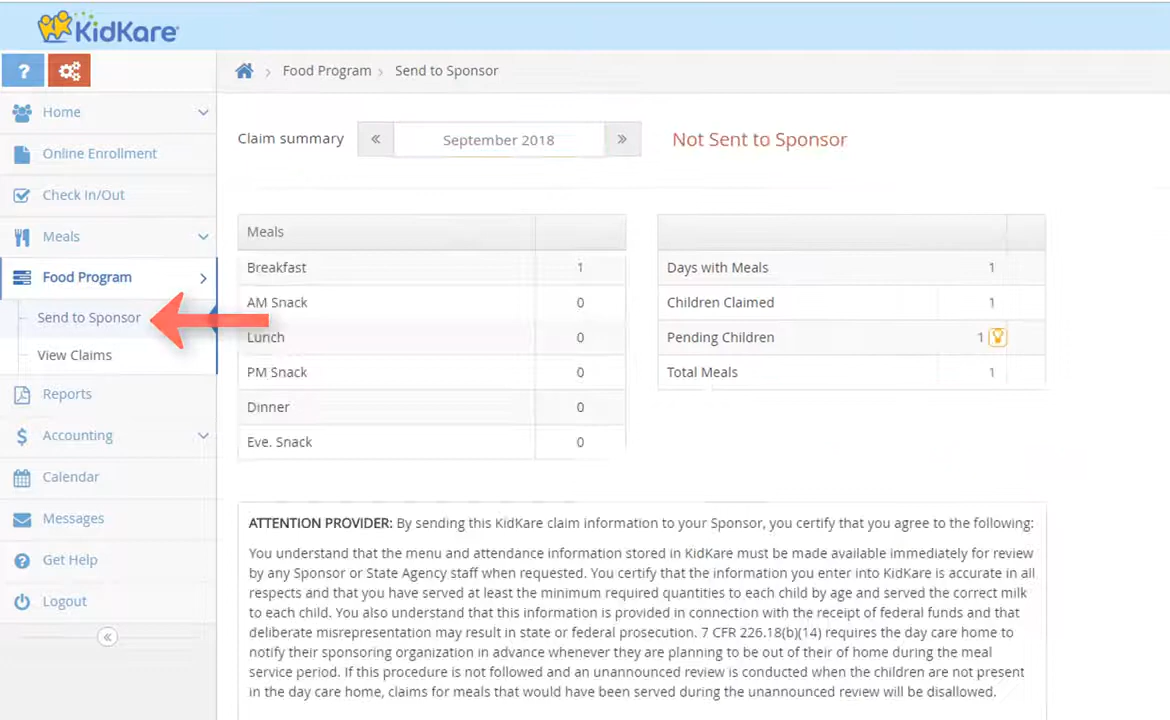 KidKare
?
Food Program
Send to Sponsor
Home
Online Enrollment
Check In/Out
Meals
Food Program
Send to Sponsor
View Claims
Reports
Accounting
Calendar
Messages
Get Help
Logout
Claim summary « September 2018 » Not Sent to Sponsor
Meals
Breakfast 1
AM Snack 0
Lunch 0
PM Snack 0
Dinner 0
Eve. Snack 0
Days with Meals 1
Children Claimed 1
Pending Children 1
Total Meals 1
ATTENTION PROVIDER: By sending this KidKare claim information to your Sponsor, you certify that you agree to the following:
You understand that the menu and attendance information stored in KidKare must be made available immediately for review
by any Sponsor or State Agency staff when requested. You certify that the information you enter into KidKare is accurate in all
respects and that you have served at least the minimum required quantities to each child by age and served the correct milk
to each child. You also understand that this information is provided in connection with the receipt of federal funds and that
deliberate misrepresentation may result in state or federal prosecution. 7 CFR 226.18(b)(14) requires the day care home to
notify their sponsoring organization in advance whenever they are planning to be out of their of home during the meal
service period. If this procedure is not followed and an unannounced review is conducted when the children are not present
in the day care home, claims for meals that would have been served during the unannounced review will be disallowed.